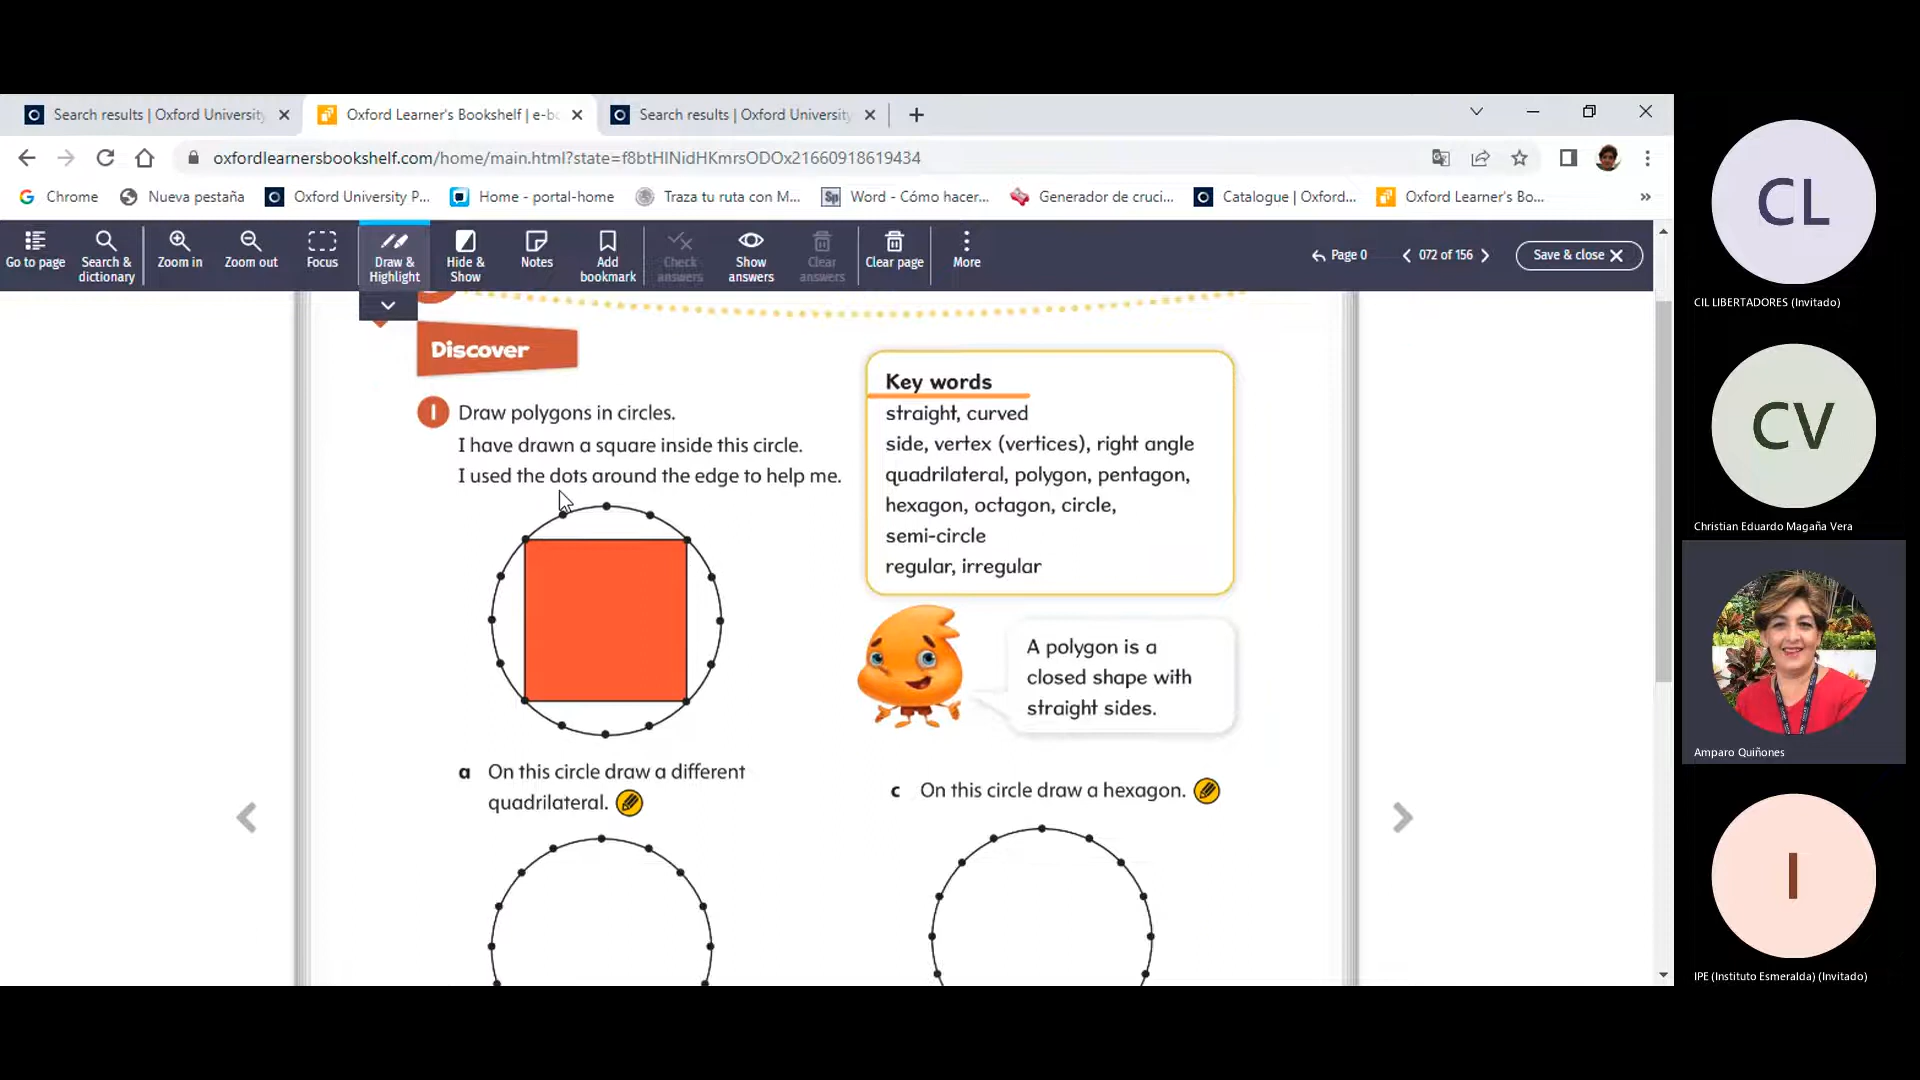 Search results | Oxford University
Oxford Learner's Bookshelf | e-bo
Search results | Oxford University
oxfordlearnersbookshelf.com/home/main.html?state=f8btHINidHKmrsODOx21660918619434
Chrome
Nueva pestaña
Oxford University P...
Home - portal-home
Traza tu ruta con M...
Sp
Word - Cómo hacer...
Generador de cruci...
Catalogue | Oxford...
Oxford Learner's Bo...
Go to page
Search & dictionary
Zoom in
Zoom out
Focus
Draw & Highlight
Hide & Show
Notes
Add bookmark
Check answers
Show answers
Clear answers
Clear page
More
Page 0
072 of 156
Save & close
Discover
1 Draw polygons in circles.
I have drawn a square inside this circle.
I used the dots around the edge to help me.
Key words
straight, curved
side, vertex (vertices), right angle
quadrilateral, polygon, pentagon,
hexagon, octagon, circle,
semi-circle
regular, irregular
A polygon is a
closed shape with
straight sides.
a On this circle draw a different
quadrilateral.
c On this circle draw a hexagon.
CL
CIL LIBERTADORES (Invitado)
CV
Christian Eduardo Magaña Vera
Amparo Quiñones
I
IPE (Instituto Esmeralda) (Invitado)